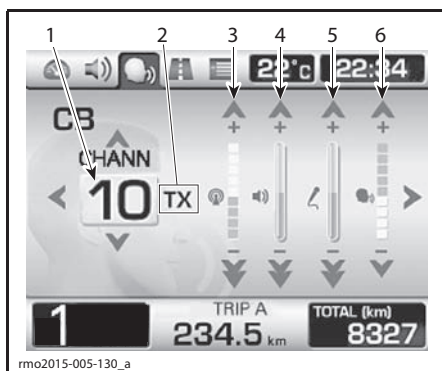 1 2 3 4 5 6
22°c 22:34
CB
CHANN
10 TX
+ + + +
- - - -
1
TRIP A
234.5 km
TOTAL (km)
8327
rmo2015-005-130_a